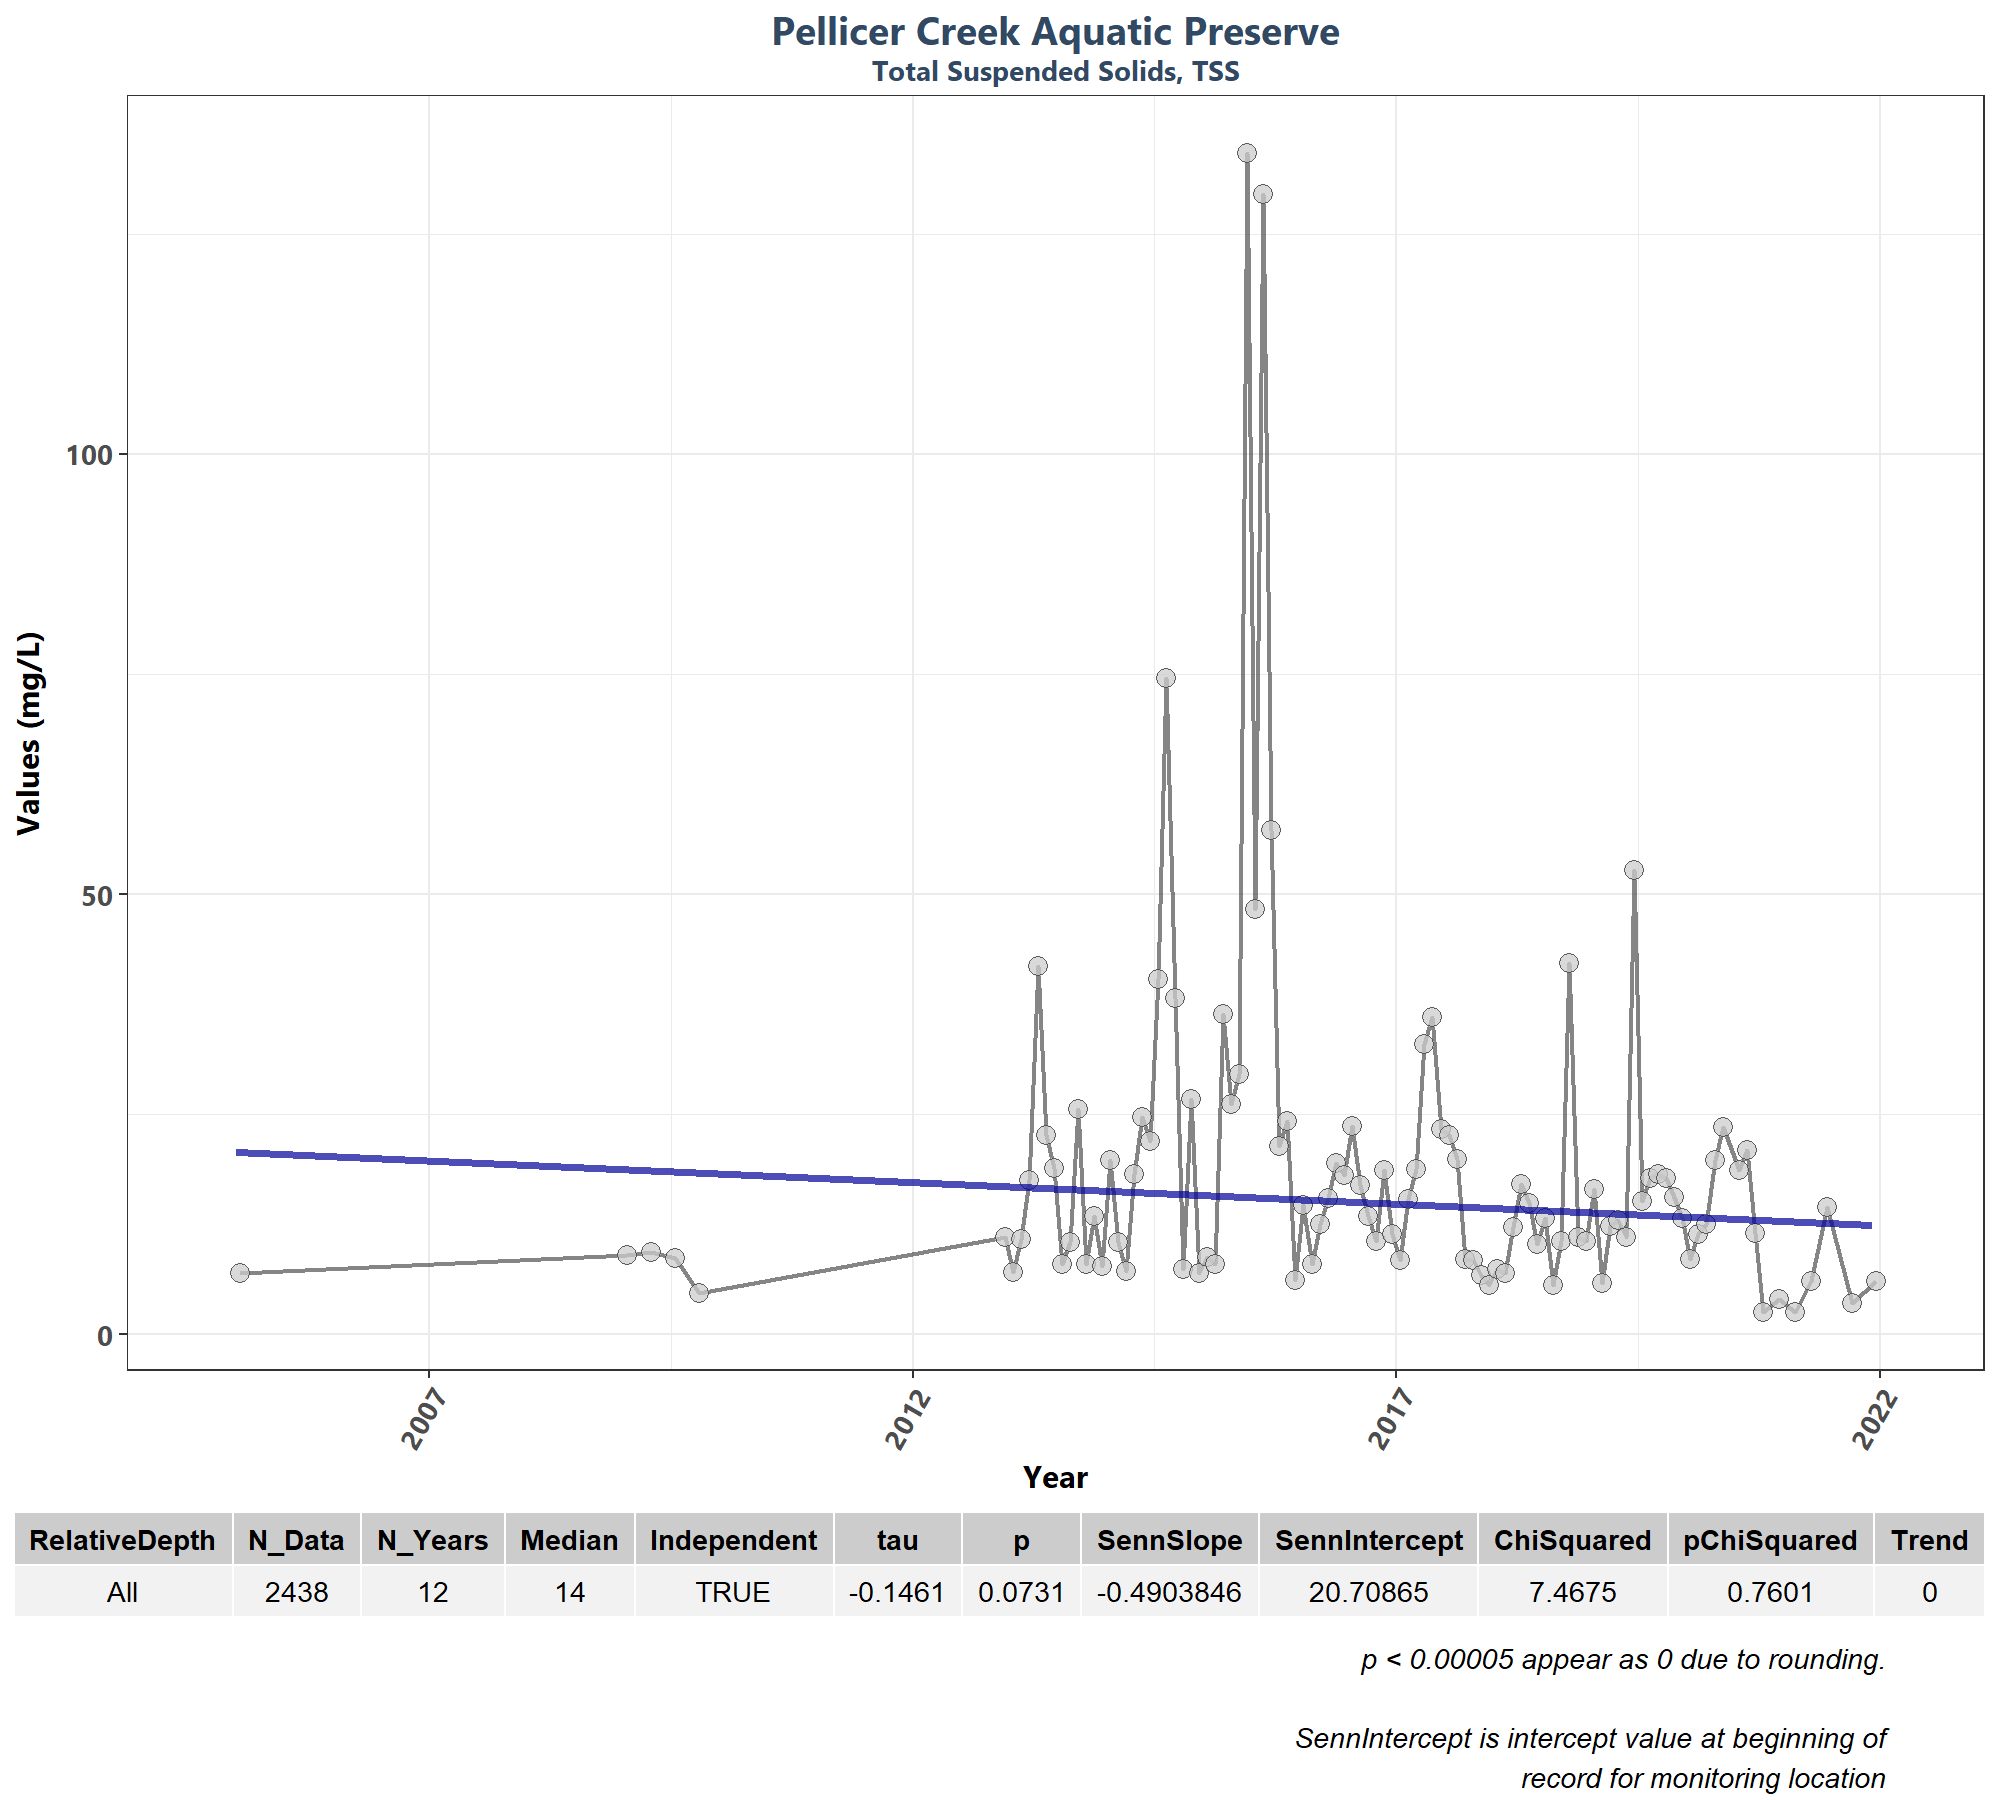 Pellicer Creek Aquatic Preserve
Total Suspended Solids, TSS
Values (mg/L)
100
50
0
2007
2012
2017
2022
Year
RelativeDepth N_Data N_Years Median Independent tau p SennSlope SennIntercept ChiSquared pChiSquared Trend
All 2438 12 14 TRUE -0.1461 0.0731 -0.4903846 20.70865 7.4675 0.7601 0
p < 0.00005 appear as 0 due to rounding.
SennIntercept is intercept value at beginning of
record for monitoring location